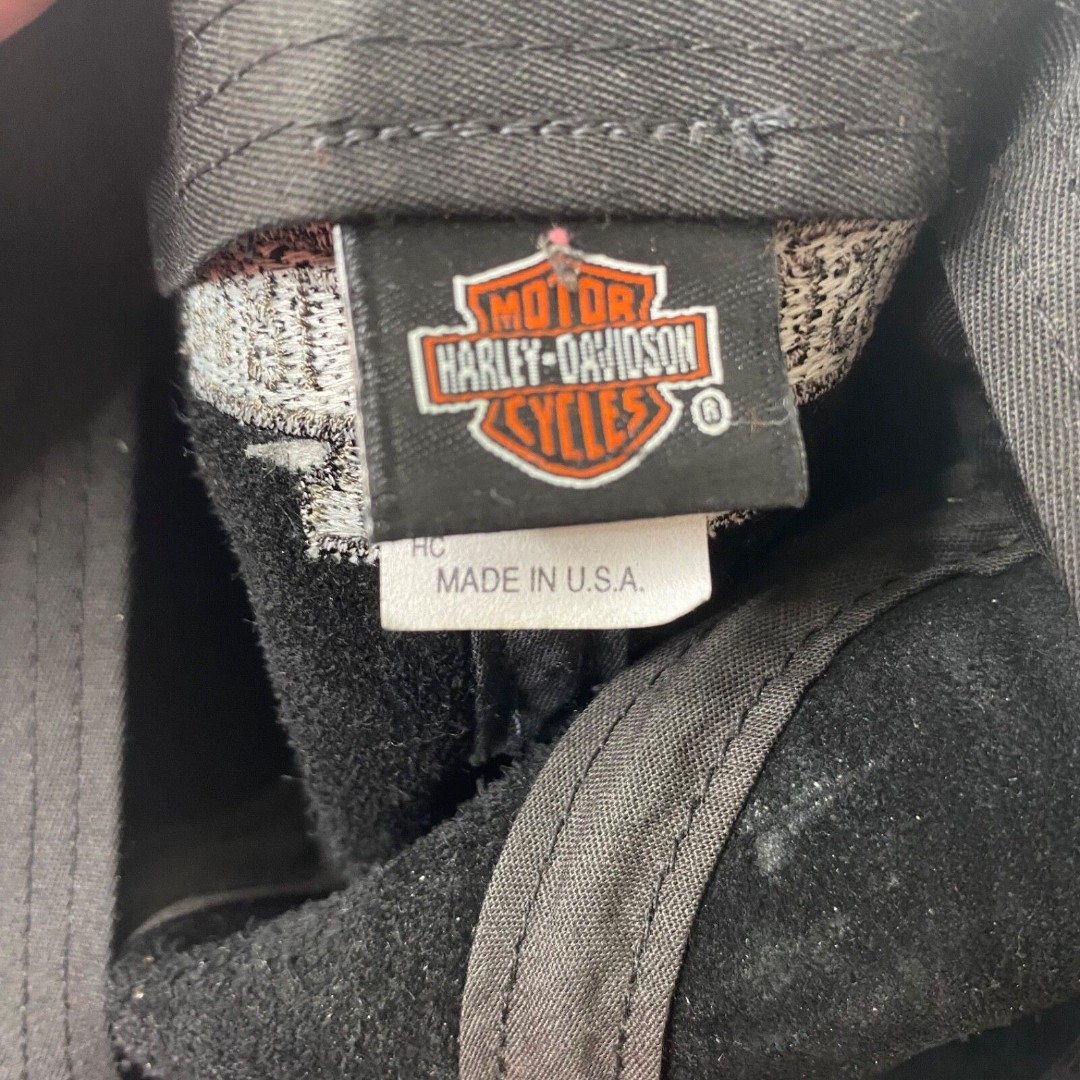 MOTOR
HARLEY-DAVIDSON
CYCLES
®
HC
MADE IN U.S.A.